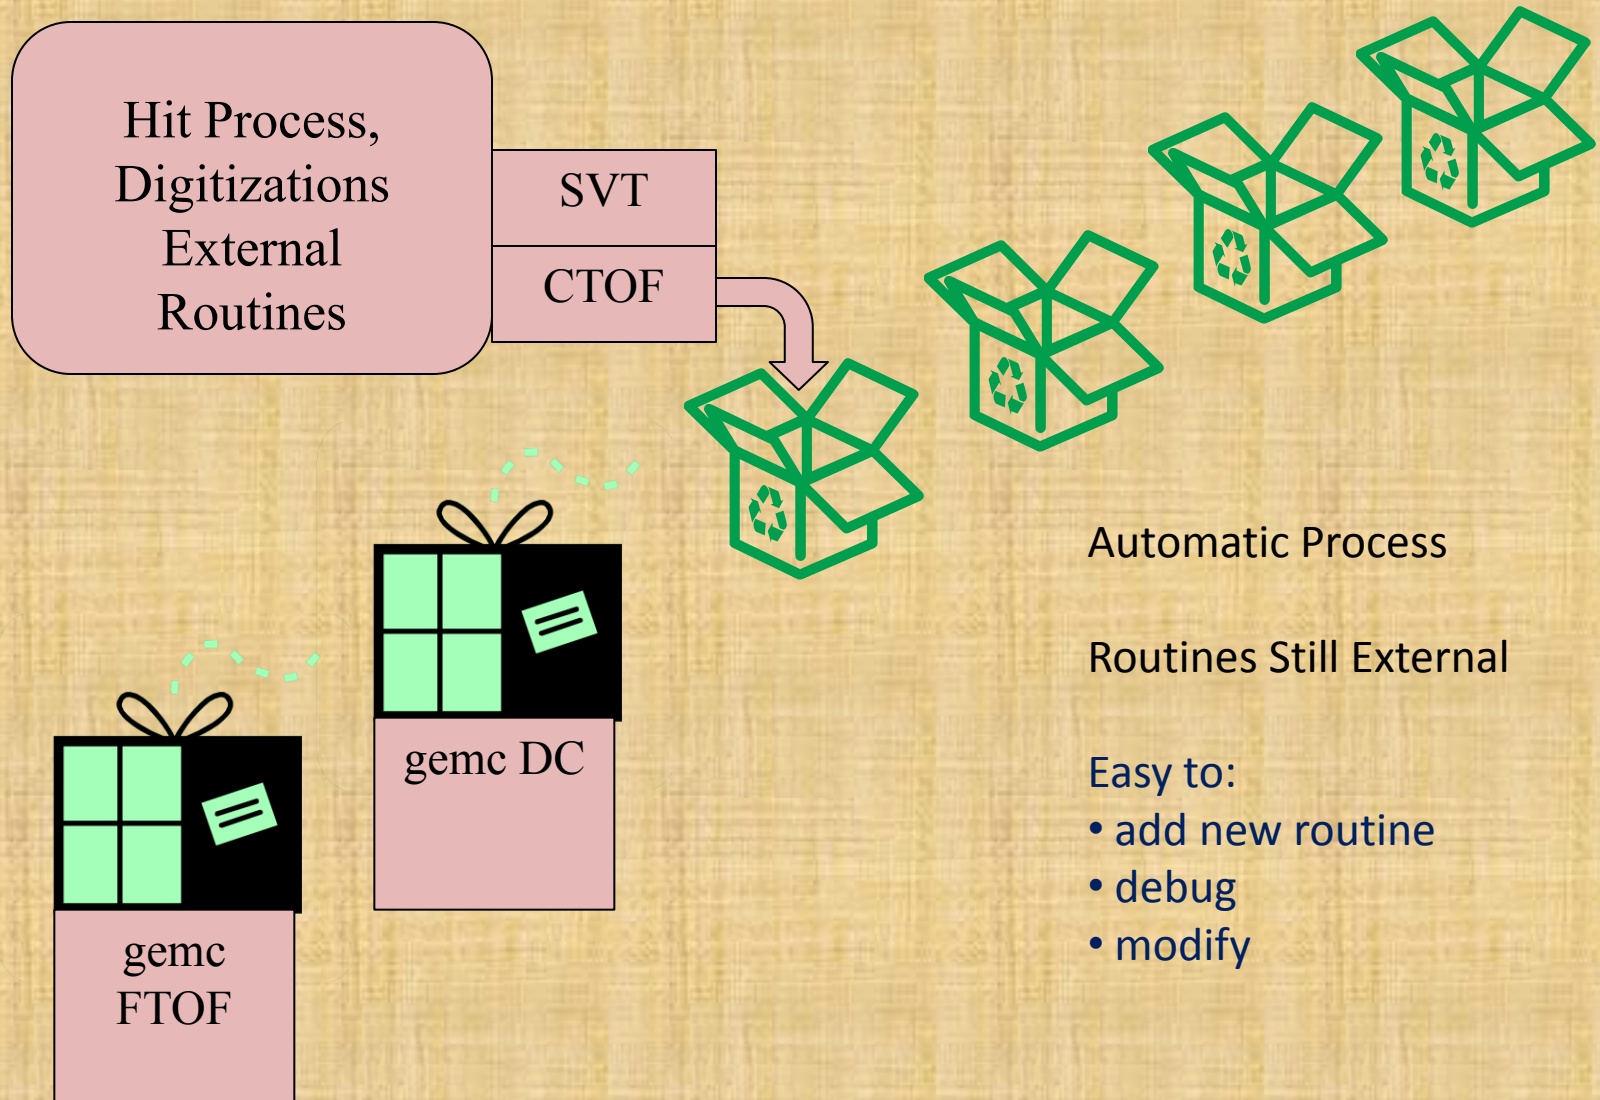 Hit Process,
Digitizations
External
Routines
SVT
CTOF
gemc DC
gemc
FTOF
Automatic Process
Routines Still External
Easy to:
• add new routine
• debug
• modify